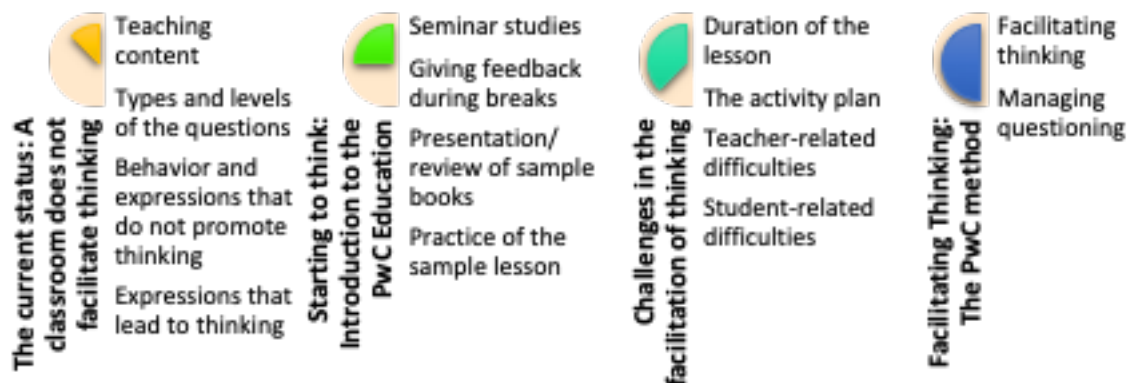 The current status: A
classroom does not
facilitate thinking
Teaching
content
Types and levels
of the questions
Behavior and
expressions that
do not promote
thinking
Expressions that
lead to thinking
Starting to think:
Introduction to the
PwC Education
Seminar studies
Giving feedback
during breaks
Presentation/
review of sample
books
Practice of the
sample lesson
Challenges in the
facilitation of thinking
Duration of the
lesson
The activity plan
Teacher-related
difficulties
Student-related
difficulties
Facilitating Thinking:
The PwC method
Facilitating
thinking
Managing
questioning